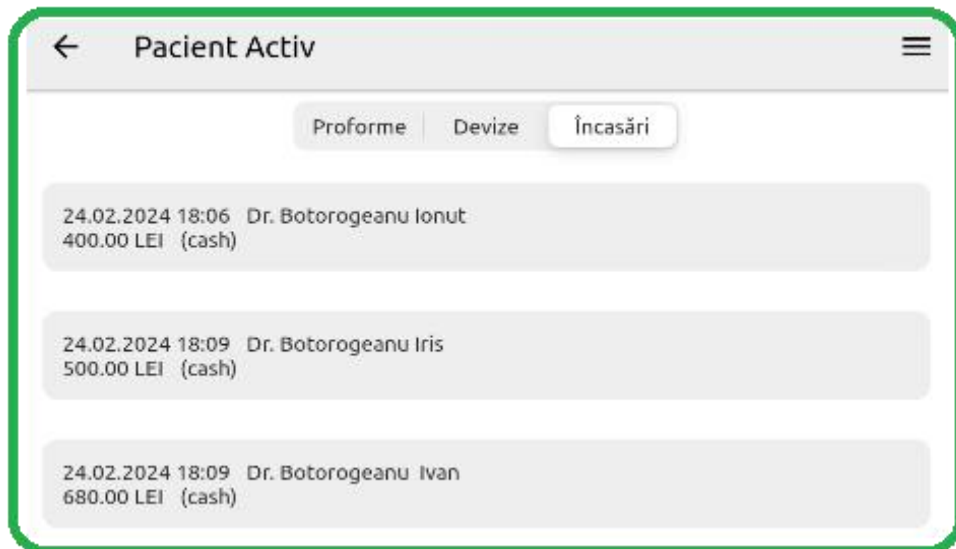 Pacient Activ
Proforme Devize Încasări
24.02.2024 18:06 Dr. Botorogeanu Ionut
400.00 LEI (cash)
24.02.2024 18:09 Dr. Botorogeanu Iris
500.00 LEI (cash)
24.02.2024 18:09 Dr. Botorogeanu Ivan
680.00 LEI (cash)